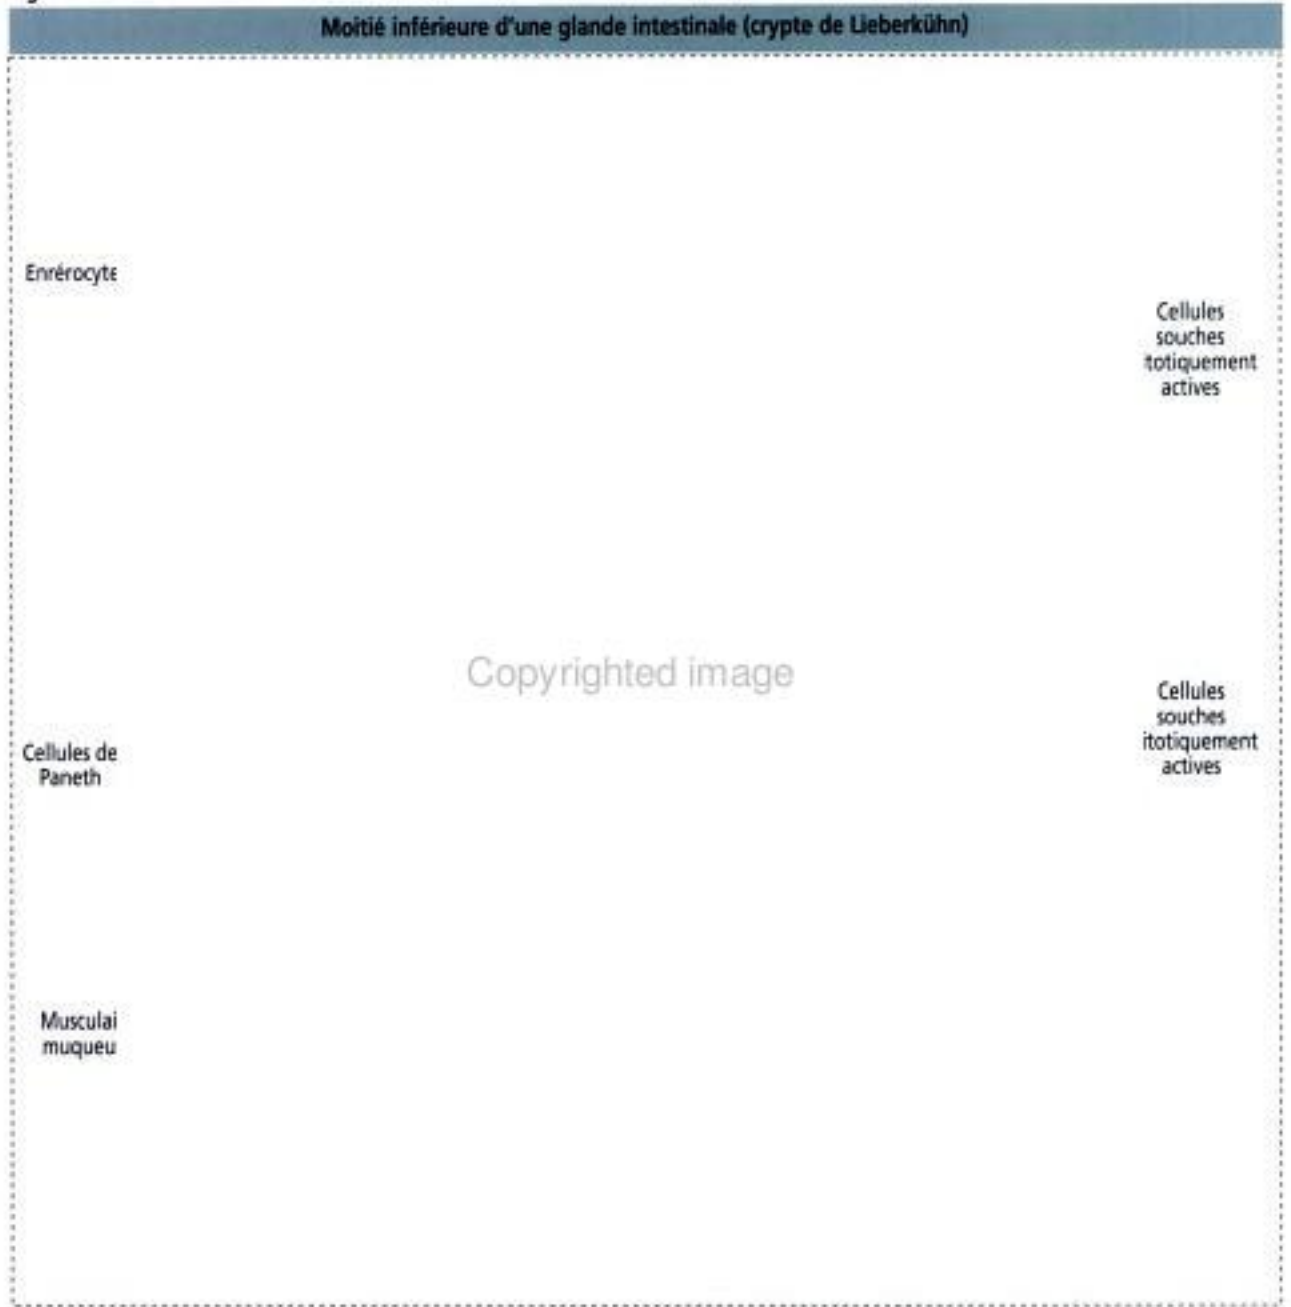 Moitié inférieure d'une glande intestinale (crypte de Lieberkühn)
Enrérocyte
Cellules
souches
totiquement
actives
Copyrighted image
Cellules
souches
itotiquement
actives
Cellules de
Paneth
Musculai
muqueu